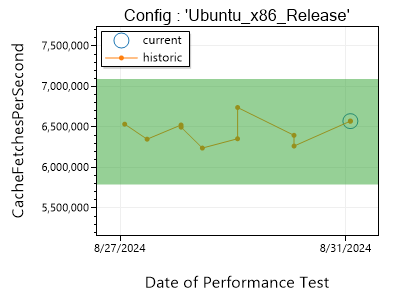 Config : 'Ubuntu_x86_Release'
current
historic
7,500,000
7,000,000
6,500,000
6,000,000
5,500,000
CacheFetchesPerSecond
8/27/2024
8/31/2024
Date of Performance Test